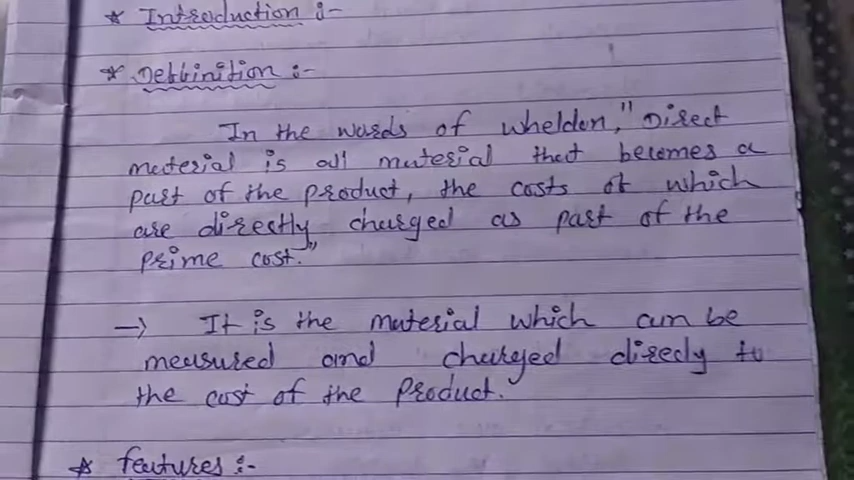 * Introduction :-
* Deffinition :-
In the words of whelden, "Direct
material is all material that becomes a
part of the product, the costs of which
are directly charged as part of the
prime cost."
→ It is the material which can be
measured and charged direcly to
the cost of the product.
* features :-